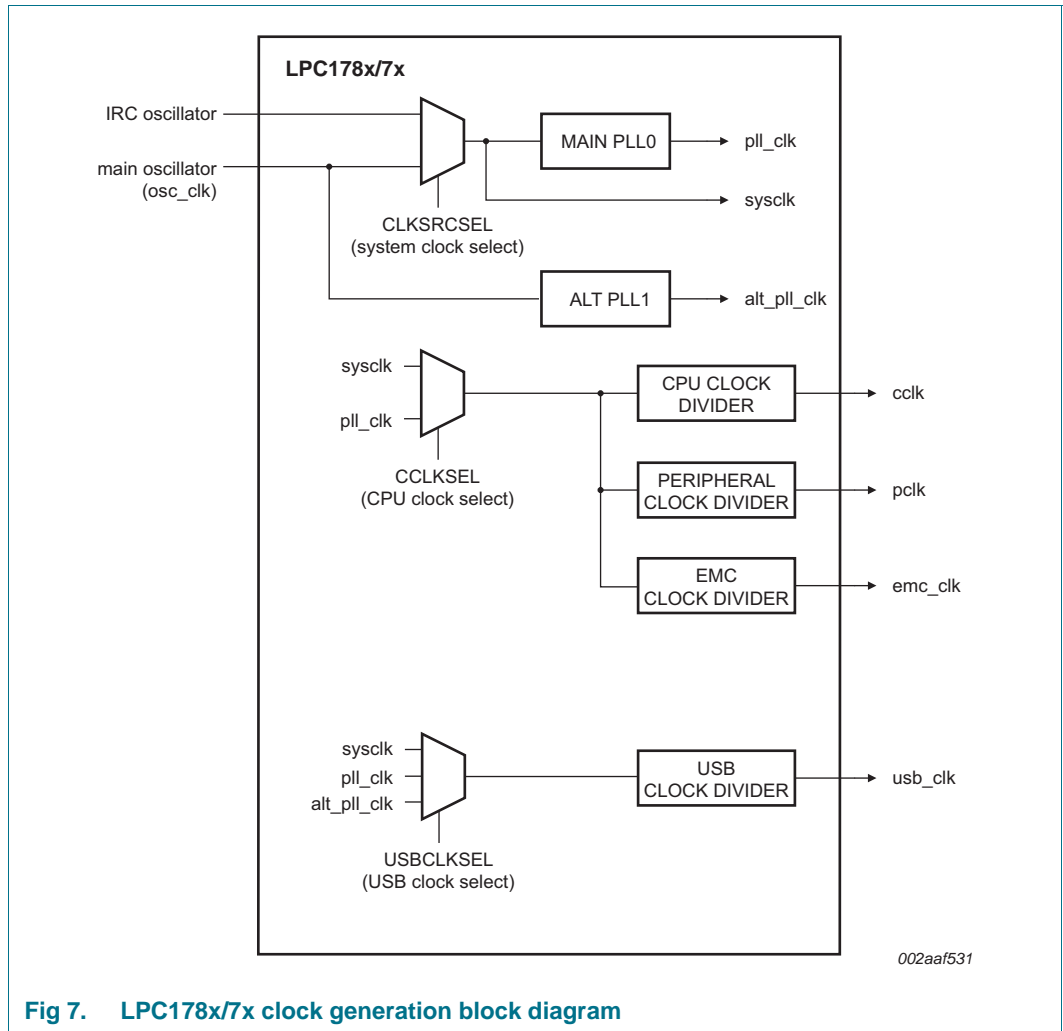 LPC178x/7x
IRC oscillator
main oscillator
(osc_clk)
MAIN PLL0
pll_clk
sysclk
CLKSRCSEL
(system clock select)
ALT PLL1
alt_pll_clk
sysclk
pll_clk
CCLKSEL
(CPU clock select)
CPU CLOCK
DIVIDER
cclk
PERIPHERAL
CLOCK DIVIDER
pclk
EMC
CLOCK DIVIDER
emc_clk
sysclk
pll_clk
alt_pll_clk
USBCLKSEL
(USB clock select)
USB
CLOCK DIVIDER
usb_clk
002aaf531
Fig 7. LPC178x/7x clock generation block diagram